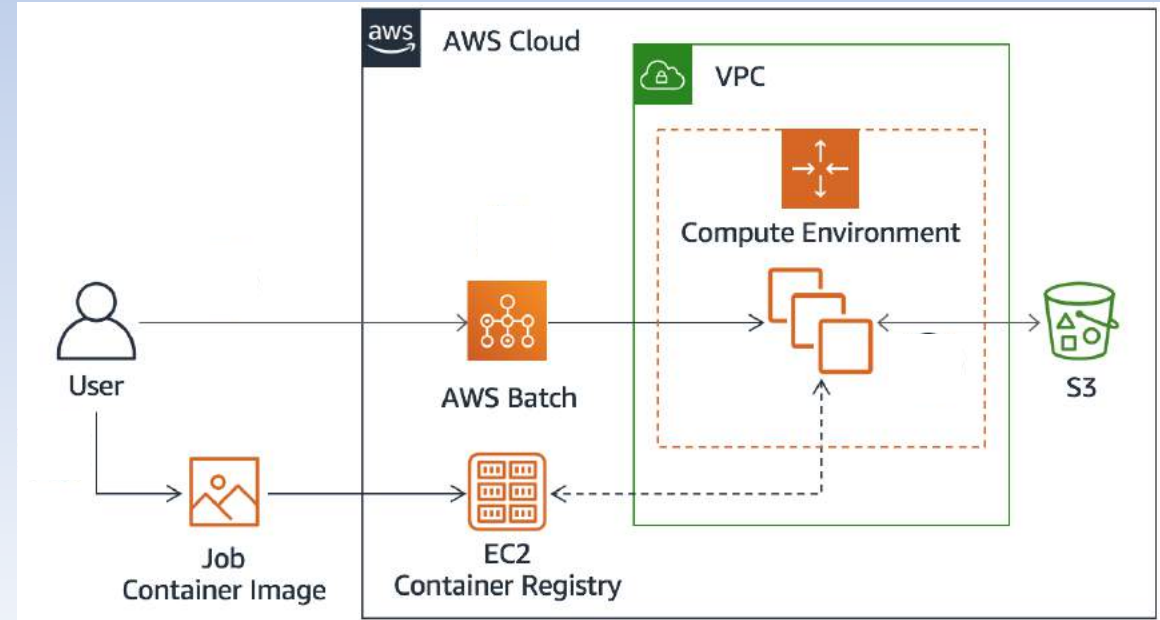 aws
AWS Cloud
VPC
Compute Environment
User
AWS Batch
S3
Job
Container Image
EC2
Container Registry